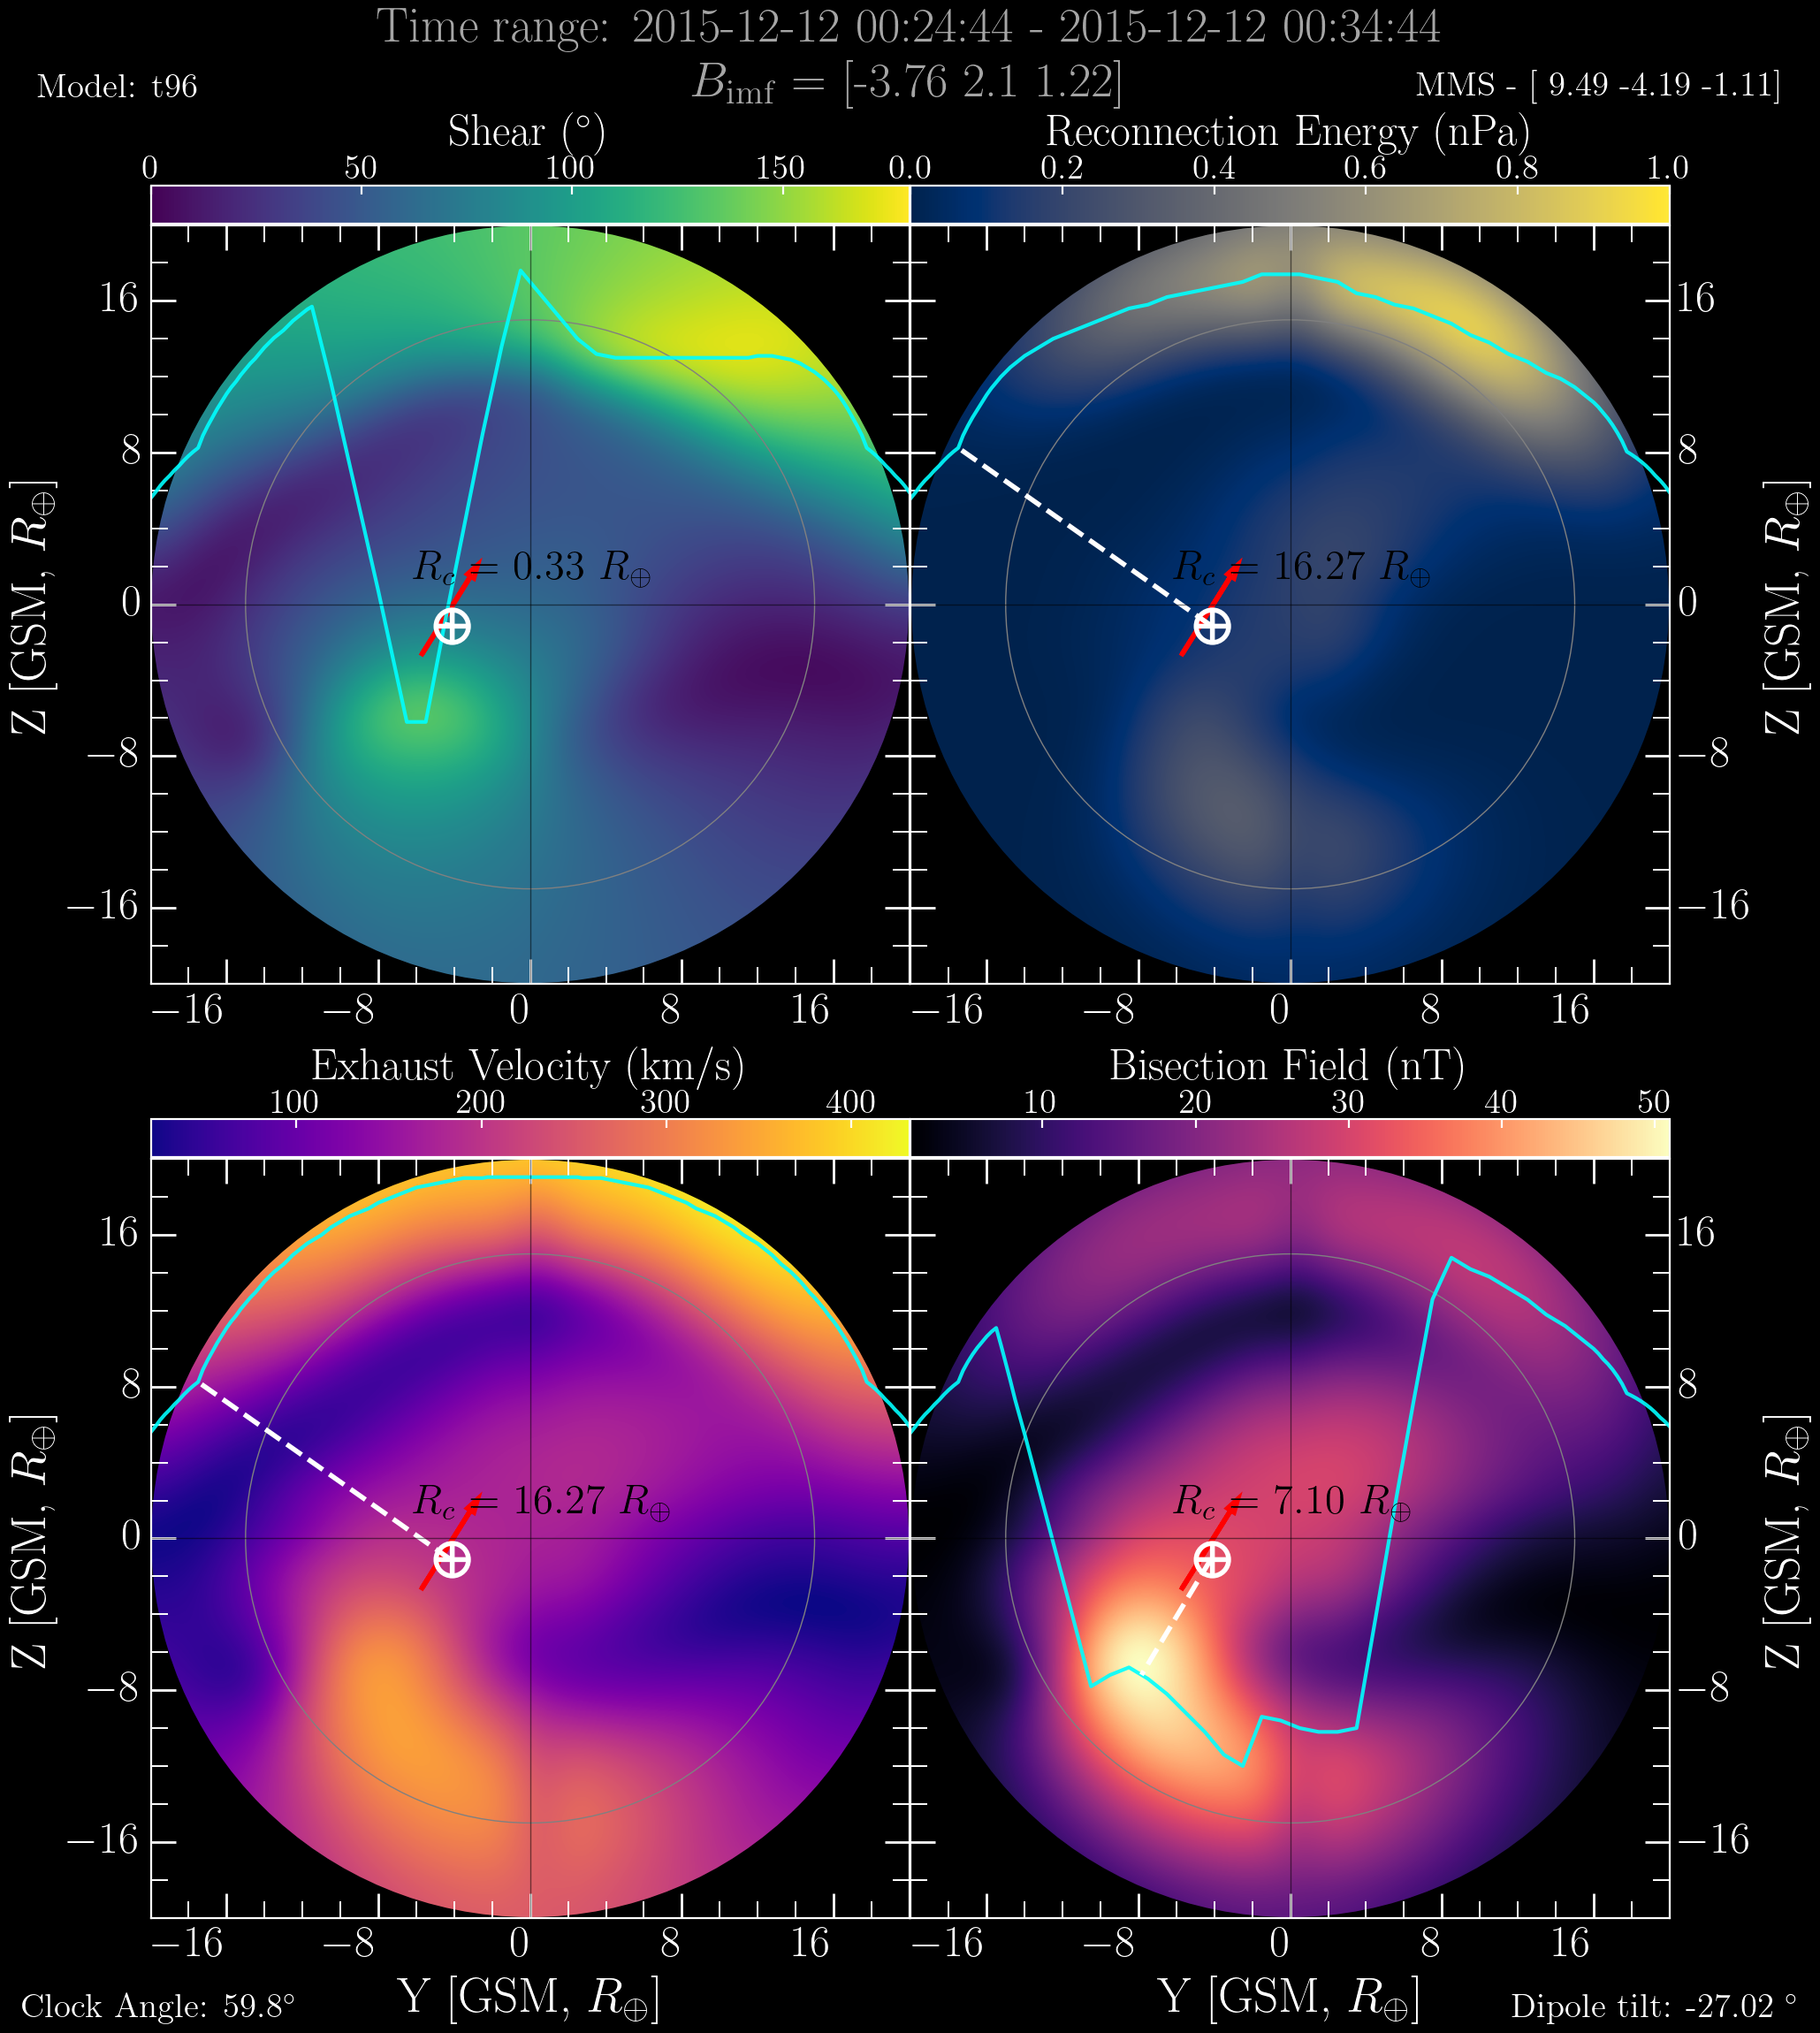 Time range: 2015-12-12 00:24:44 - 2015-12-12 00:34:44
Model: t96
B_imf = [-3.76 2.1 1.22]
MMS - [ 9.49 -4.19 -1.11]
Shear (°)
Reconnection Energy (nPa)
0 50 100 150
0.0 0.2 0.4 0.6 0.8 1.0
16 8 0 −8 −16
Z [GSM, R⊕]
R_c = 0.33 R⊕
−16 −8 0 8 16
R_c = 16.27 R⊕
16 8 0 −8 −16
Z [GSM, R⊕]
−16 −8 0 8 16
Exhaust Velocity (km/s)
Bisection Field (nT)
100 200 300 400
10 20 30 40 50
16 8 0 −8 −16
Z [GSM, R⊕]
R_c = 16.27 R⊕
−16 −8 0 8 16
Y [GSM, R⊕]
R_c = 7.10 R⊕
16 8 0 −8 −16
Z [GSM, R⊕]
−16 −8 0 8 16
Y [GSM, R⊕]
Clock Angle: 59.8°
Dipole tilt: -27.02 °